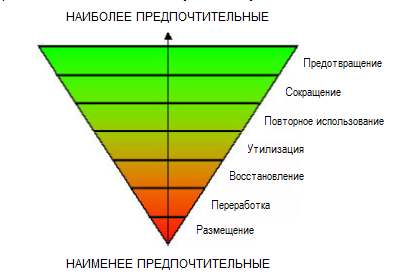 НАИБОЛЕЕ ПРЕДПОЧТИТЕЛЬНЫЕ
Предотвращение
Сокращение
Повторное использование
Утилизация
Восстановление
Переработка
Размещение
НАИМЕНЕЕ ПРЕДПОЧТИТЕЛЬНЫЕ